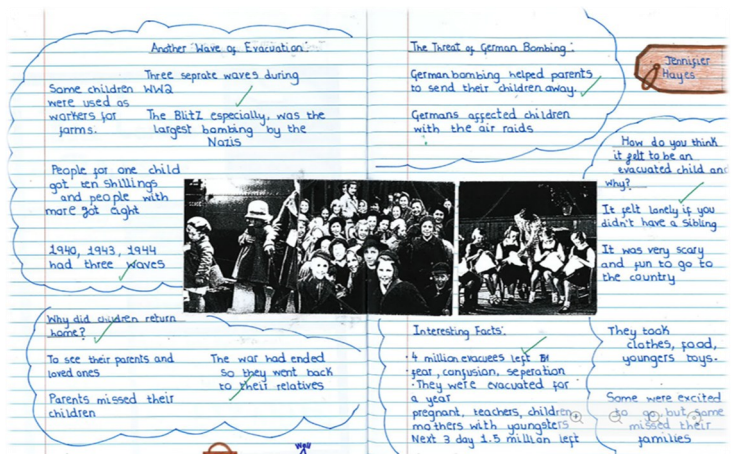 Another 'Wave of Evacuation'.
Three seprate waves during
WW2
Some children
were used as
workers for
farms.
The BlitZ especially, was the
largest bombing by the
Nazis
People for one child
got ten shillings
and people with
more got eight
1940, 1943, 1944
had three waves
The Threat of German Bombing.
German bombing helped parents
to send their children away.
Germans affected children
with the air raids
Jennifer
Hayes
How do you think
it felt to be an
evacuated child and
why?
It felt lonely if you
didn't have a sibling
It was very scary
and fun to go to
the country
They took
clothes, food,
youngers toys.
Some were excited
to go but some
missed their
families
Why did children return
home?
To see their parents and
loved ones
Parents missed their
children
The war had ended
so they went back
to their relatives
Interesting Facts:
4 million evacuees left
fear, confusion, seperation
They were evacuated for
a year
pregnant, teachers, children
mothers with youngsters
Next 3 day 1.5 million left